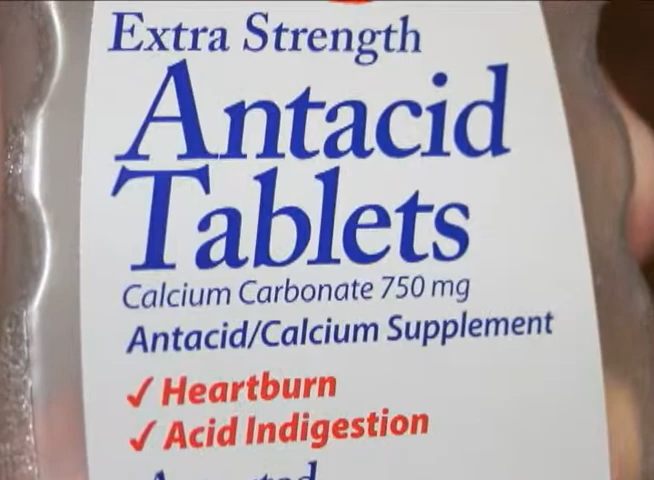 Extra Strength
Antacid
Tablets
Calcium Carbonate 750 mg
Antacid/Calcium Supplement
✓ Heartburn
✓ Acid Indigestion